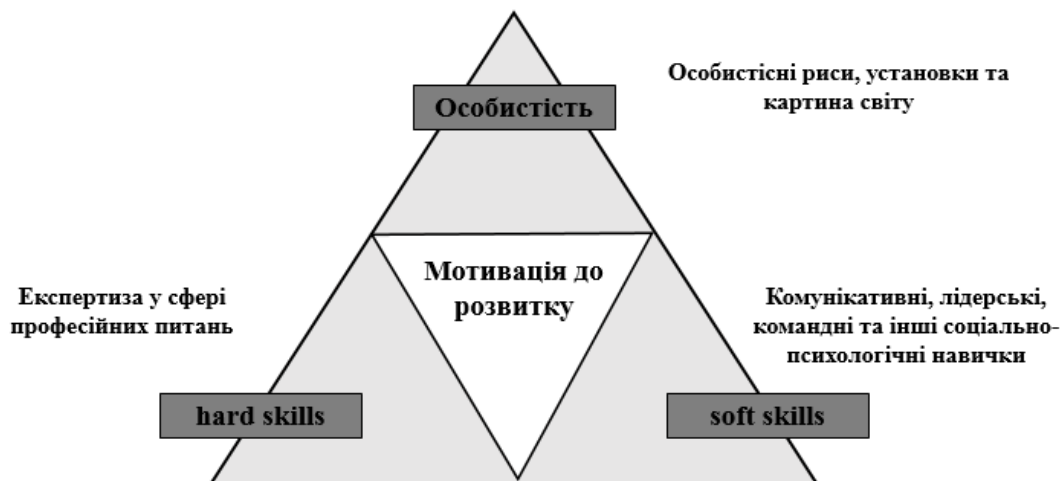 Особистість
Особистісні риси, установки та
картина світу
Мотивація до
розвитку
Експертиза у сфері
професійних питань
Комунікативні, лідерські,
командні та інші соціально-
психологічні навички
hard skills
soft skills